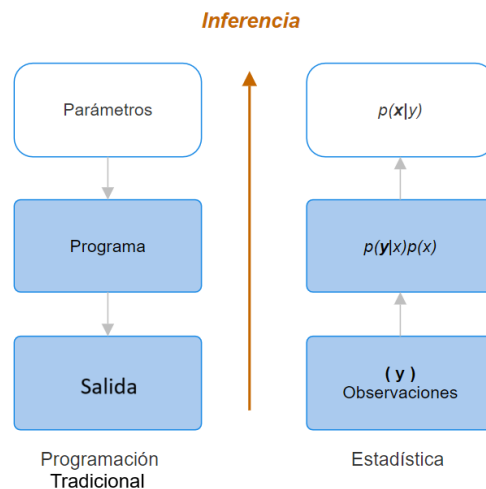 Inferencia
Parámetros
Programa
Salida
Programación
Tradicional
p(x|y)
p(y|x)p(x)
( y )
Observaciones
Estadística